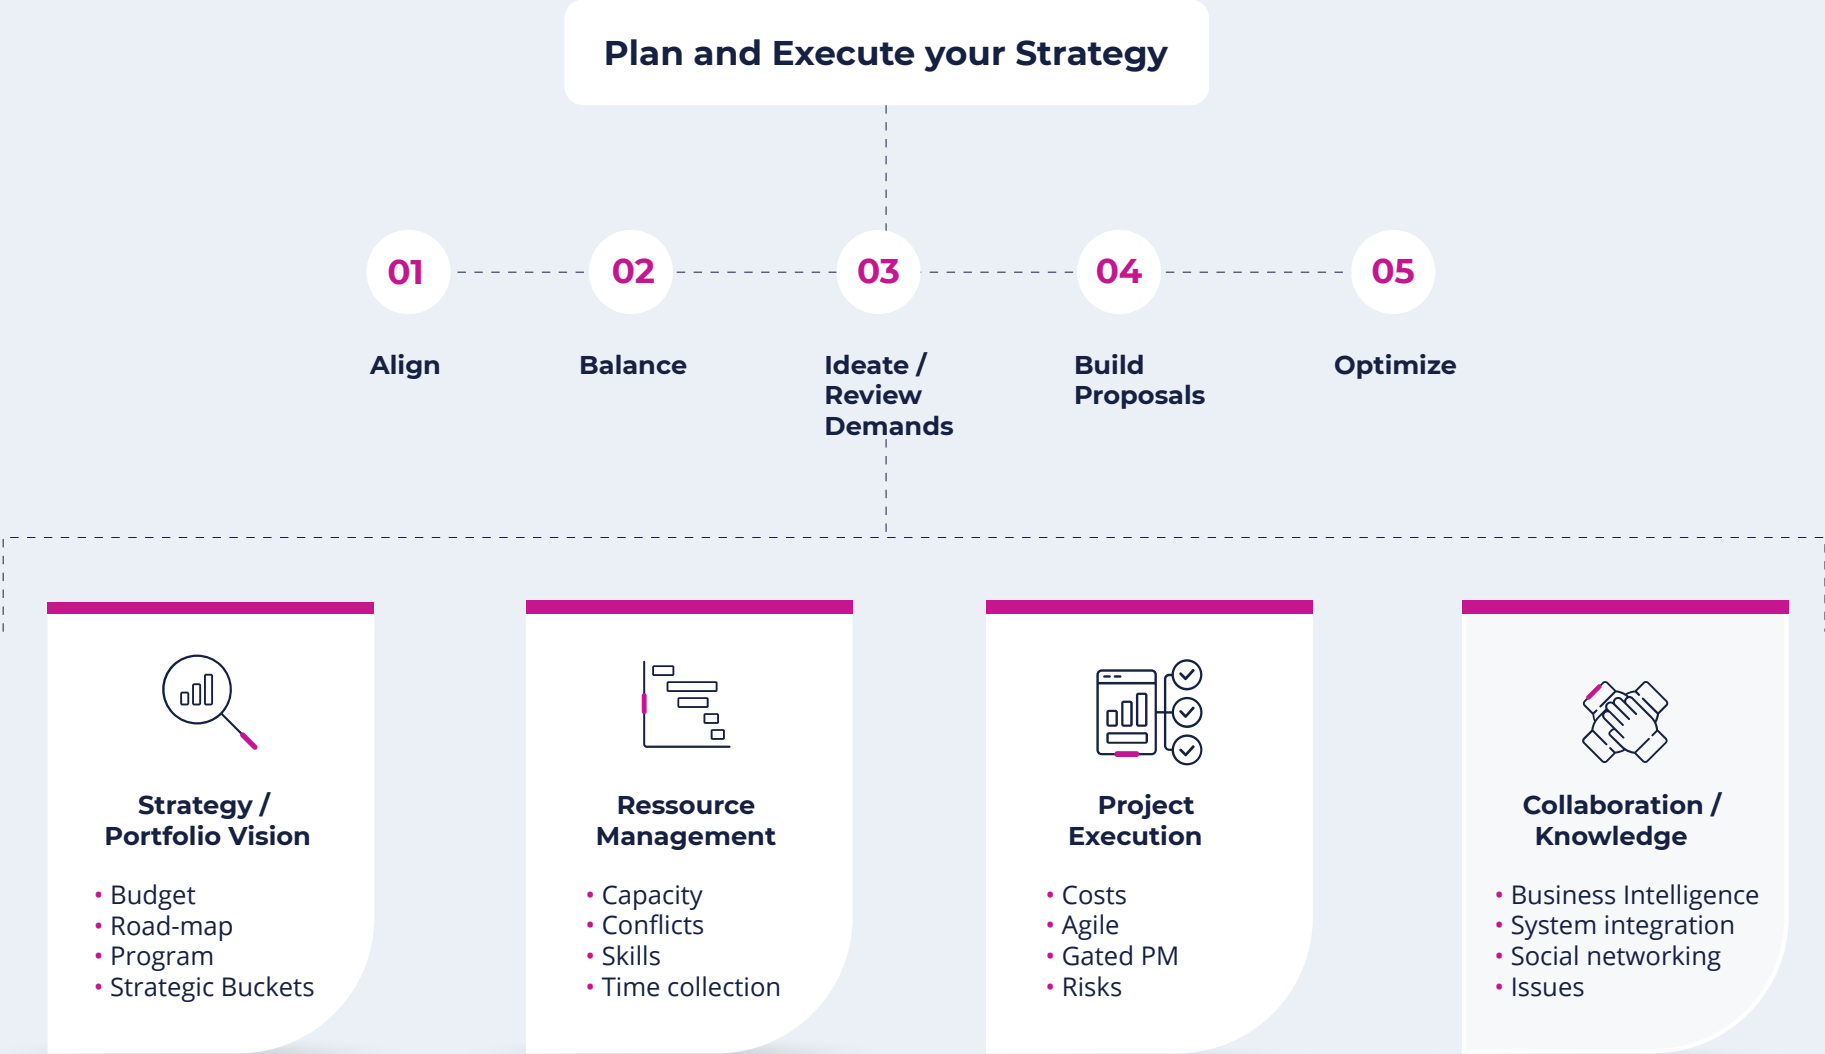 Plan and Execute your Strategy
01
02
03
04
05
Align
Balance
Ideate /
Review
Demands
Build
Proposals
Optimize
Strategy /
Portfolio Vision
• Budget
• Road-map
• Program
• Strategic Buckets
Ressource
Management
• Capacity
• Conflicts
• Skills
• Time collection
Project
Execution
• Costs
• Agile
• Gated PM
• Risks
Collaboration /
Knowledge
• Business Intelligence
• System integration
• Social networking
• Issues